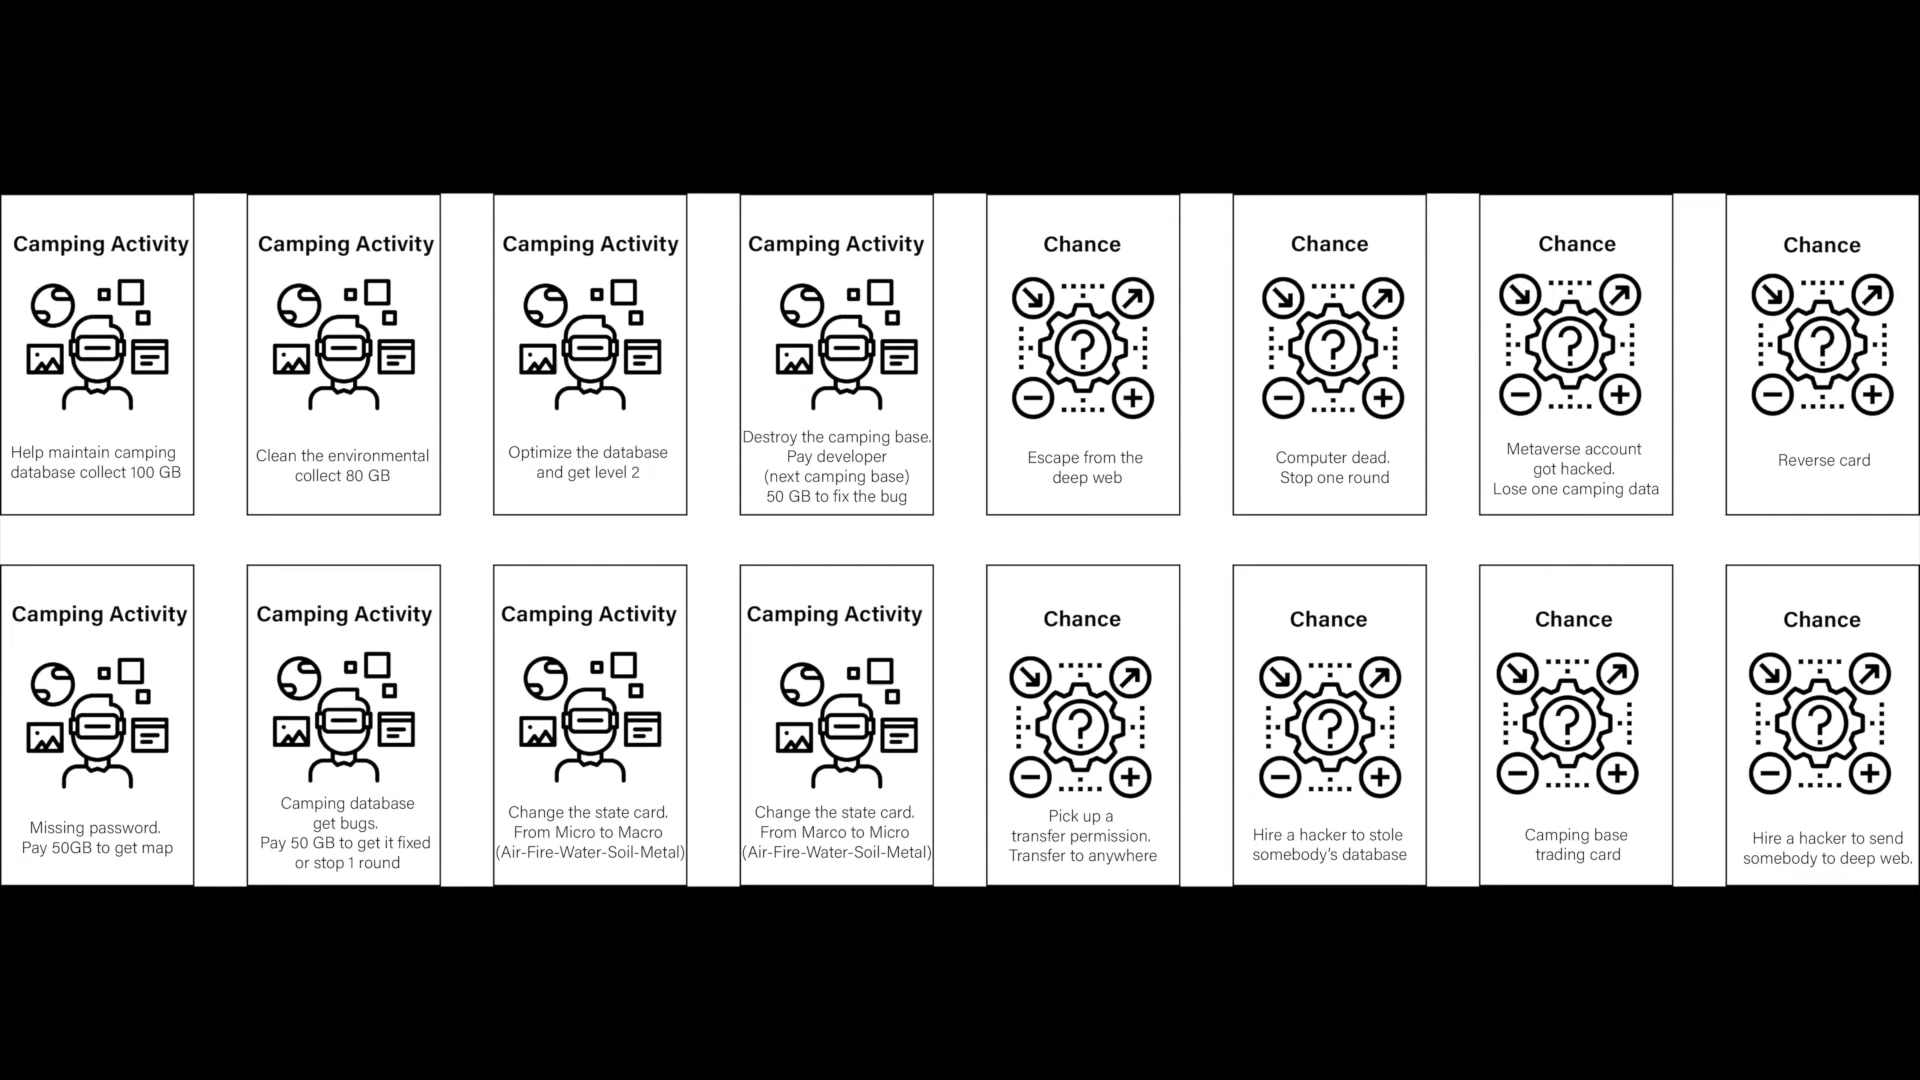 Camping Activity
Help maintain camping
database collect 100 GB
Camping Activity
Clean the environmental
collect 80 GB
Camping Activity
Optimize the database
and get level 2
Camping Activity
Destroy the camping base.
Pay developer
(next camping base)
50 GB to fix the bug
Chance
Escape from the
deep web
Chance
Computer dead.
Stop one round
Chance
Metaverse account
got hacked.
Lose one camping data
Chance
Reverse card
Camping Activity
Missing password.
Pay 50GB to get map
Camping Activity
Camping database
get bugs.
Pay 50 GB to get it fixed
or stop 1 round
Camping Activity
Change the state card.
From Micro to Macro
(Air-Fire-Water-Soil-Metal)
Camping Activity
Change the state card.
From Marco to Micro
(Air-Fire-Water-Soil-Metal)
Chance
Pick up a
transfer permission.
Transfer to anywhere
Chance
Hire a hacker to stole
somebody's database
Chance
Camping base
trading card
Chance
Hire a hacker to send
somebody to deep web.